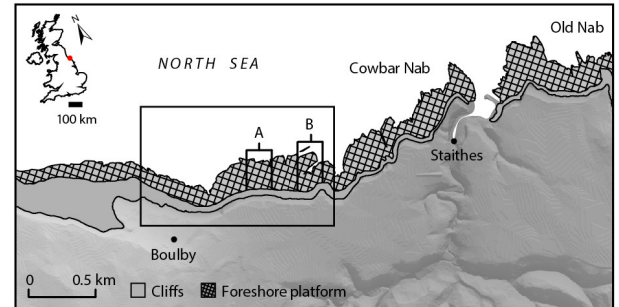 N
Old Nab
NORTH SEA
Cowbar Nab
100 km
A
B
Staithes
Boulby
0 0.5 km
Cliffs
Foreshore platform